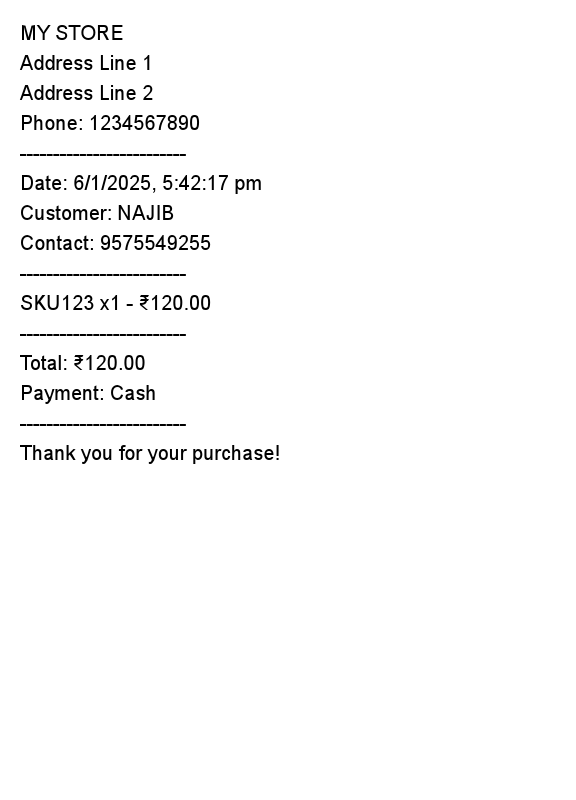 MY STORE
Address Line 1
Address Line 2
Phone: 1234567890
-------------------------
Date: 6/1/2025, 5:42:17 pm
Customer: NAJIB
Contact: 9575549255
-------------------------
SKU123 x1 - ₹120.00
-------------------------
Total: ₹120.00
Payment: Cash
-------------------------
Thank you for your purchase!